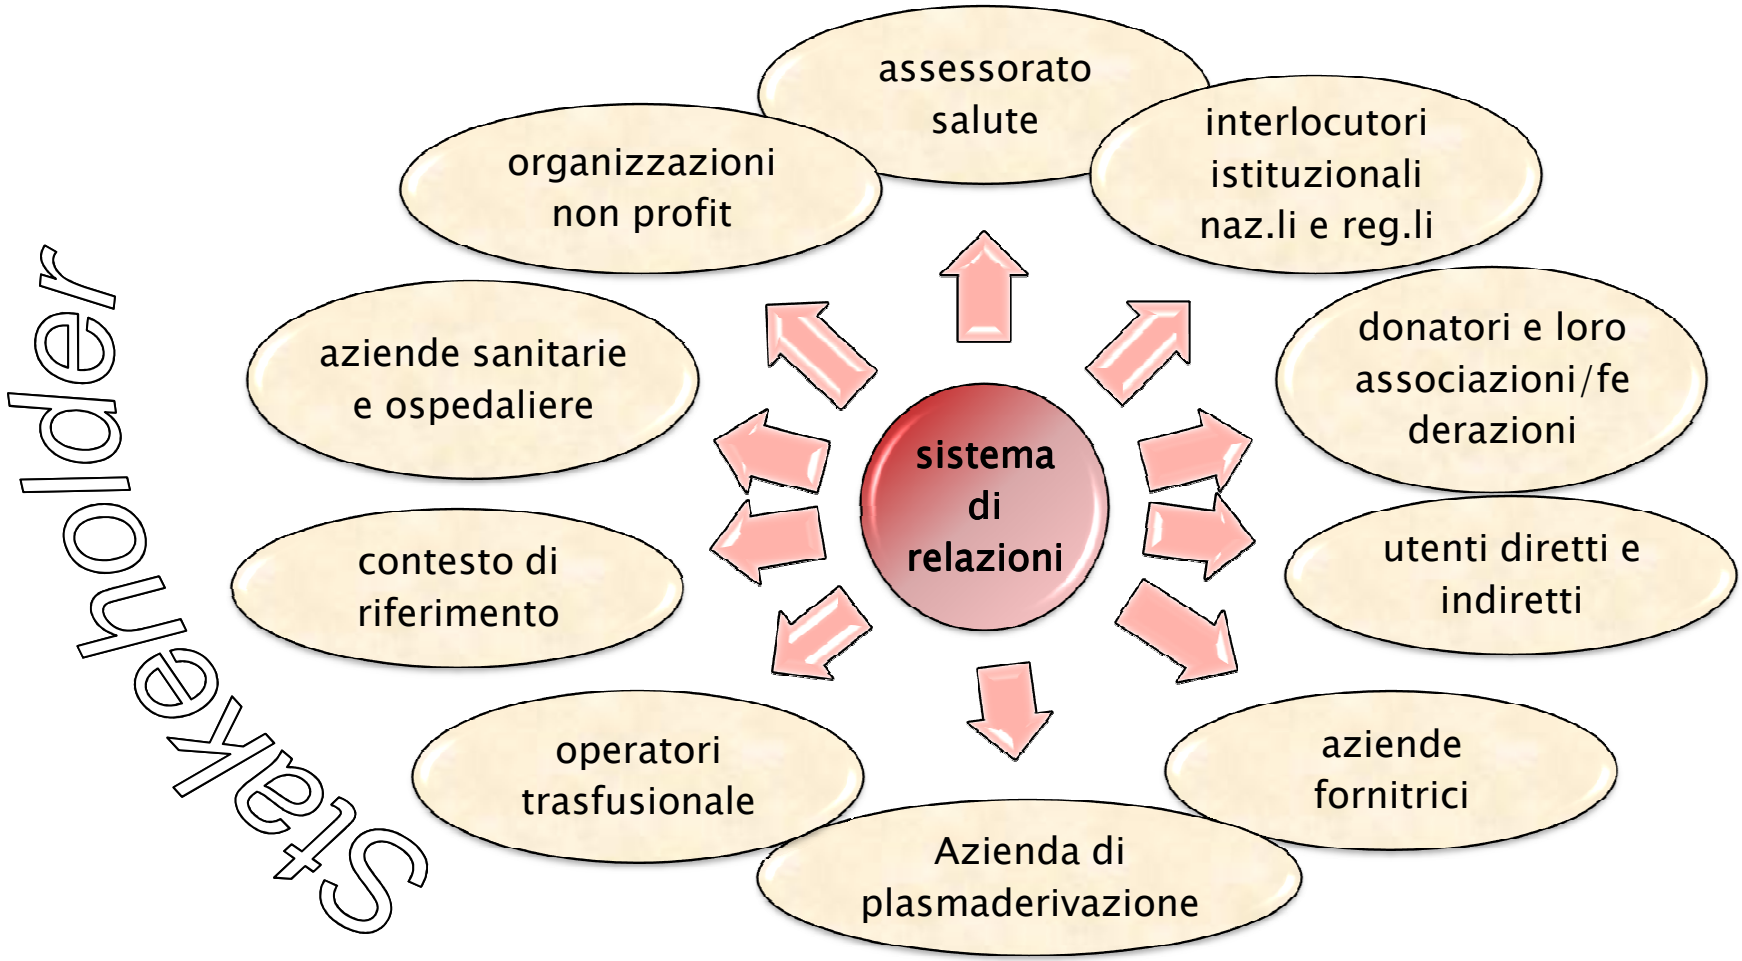 assessorato
salute
interlocutori
istituzionali
naz.li e reg.li
organizzazioni
non profit
donatori e loro
associazioni/fe
derazioni
aziende sanitarie
e ospedaliere
sistema
di
relazioni
utenti diretti e
indiretti
contesto di
riferimento
aziende
fornitrici
operatori
trasfusionale
Azienda di
plasmaderivazione
Stakeholder